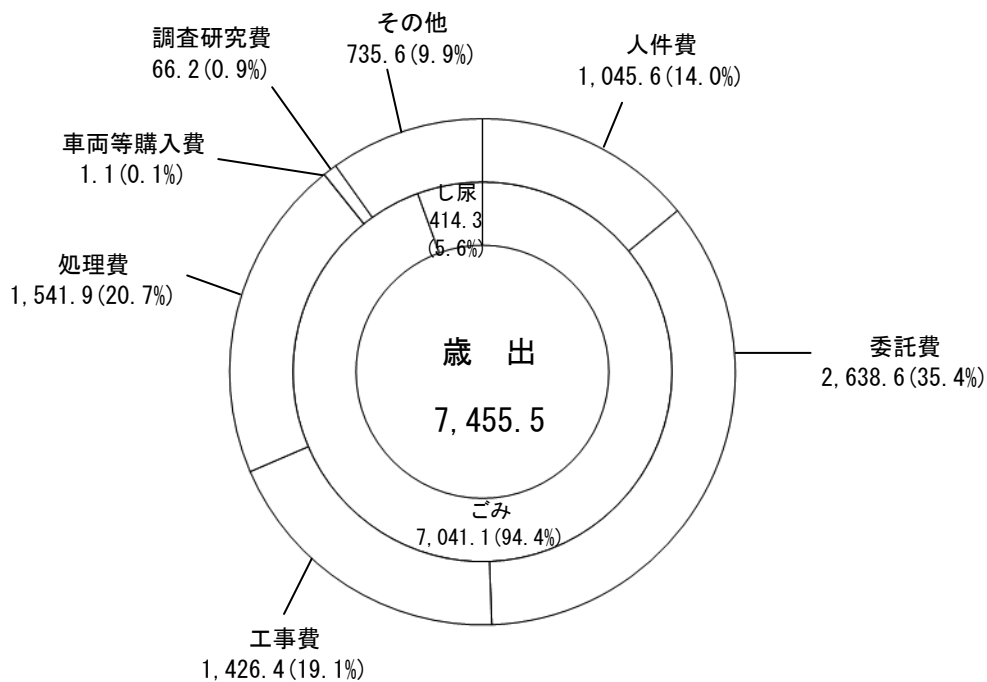 その他
735.6(9.9%)
調査研究費
66.2(0.9%)
人件費
1,045.6(14.0%)
車両等購入費
1.1(0.1%)
し尿
414.3
(5.6%)
処理費
1,541.9(20.7%)
歳 出
7,455.5
委託費
2,638.6(35.4%)
ごみ
7,041.1(94.4%)
工事費
1,426.4(19.1%)